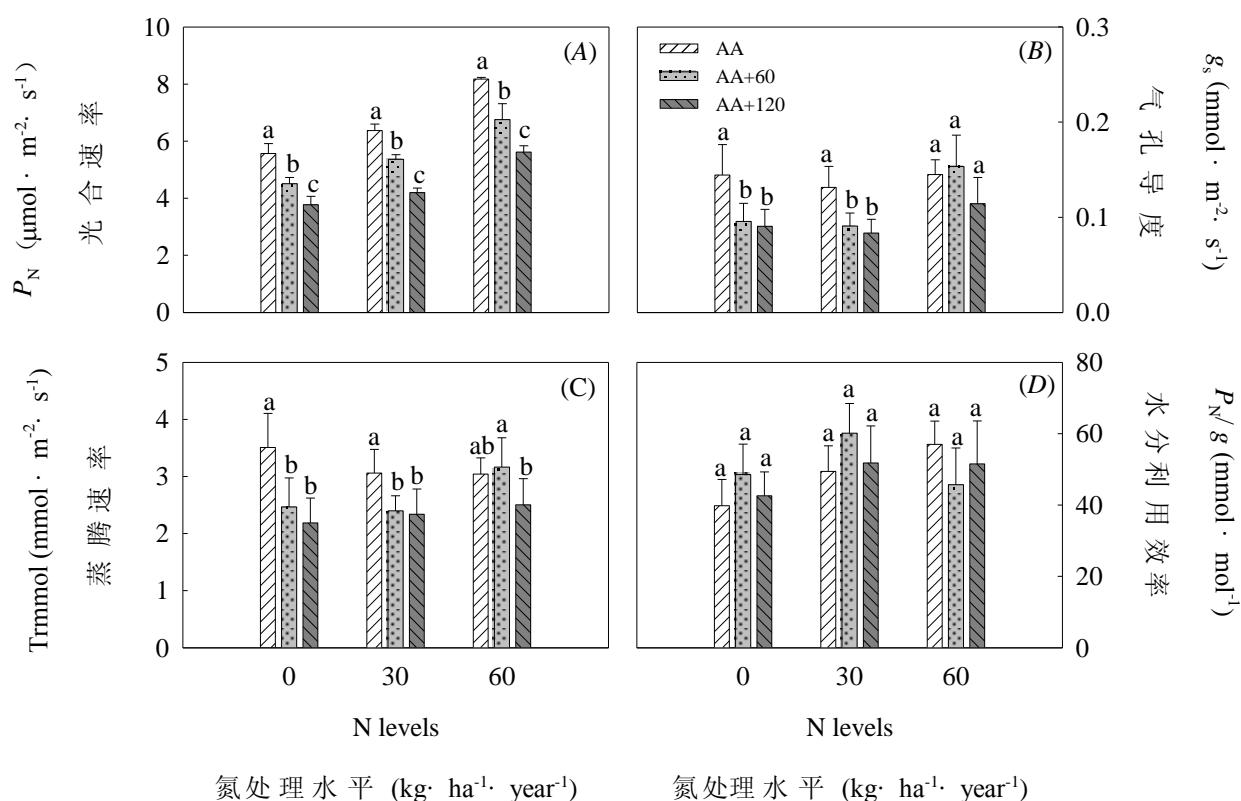 P_N (μmol· m⁻²· s⁻¹)
光合速率
10
8
6
4
2
0
(A)
a
b
c
a
b
c
a
b
c
(B)
AA
AA+60
AA+120
a
b
b
a
b
b
a
a
a
0.3
0.2
0.1
0.0
气孔导度
g_s (mmol· m⁻²· s⁻¹)
Trmmol (mmol· m⁻²· s⁻¹)
蒸腾速率
5
4
3
2
1
0
(C)
a
b
b
a
b
b
ab
a
b
0
30
60
N levels
氮处理水平 (kg· ha⁻¹· year⁻¹)
(D)
a
a
a
a
a
a
a
a
a
80
60
40
20
0
水分利用效率
P_N/ g (mmol· mol⁻¹)
0
30
60
N levels
氮处理水平 (kg· ha⁻¹· year⁻¹)